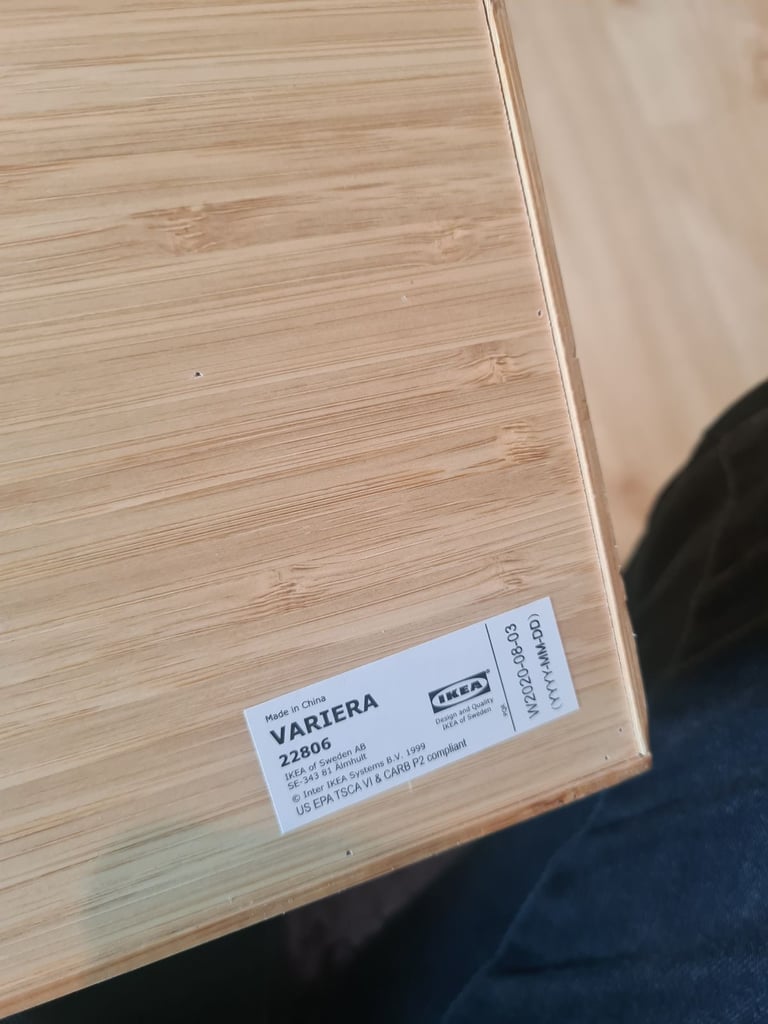 Made in China
VARIERA
22806
IKEA of Sweden AB
SE-343 81 Älmhult
© Inter IKEA Systems B.V. 1999
US EPA TSCA VI & CARB P2 compliant
IKEA®
Design and Quality
IKEA of Sweden
W2020-08-03
(YYYY-MM-DD)